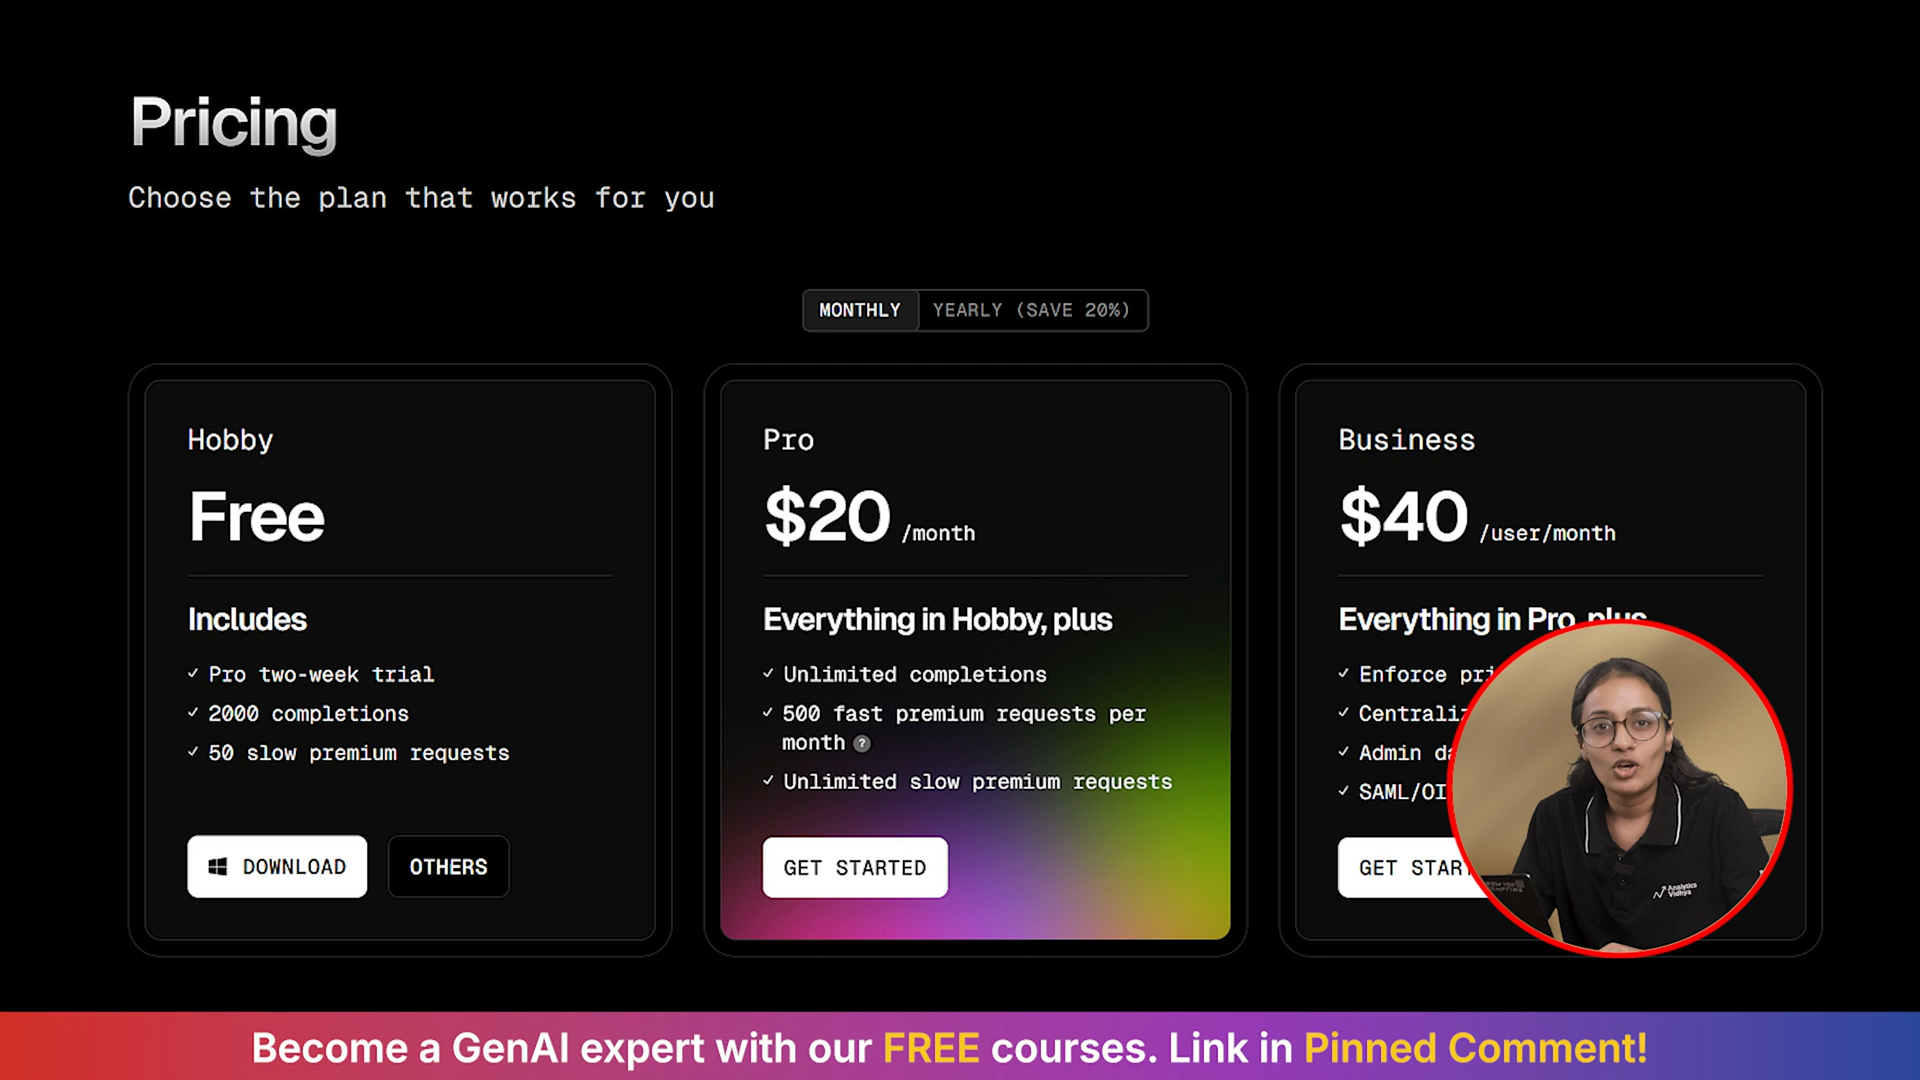 Pricing
Choose the plan that works for you
MONTHLY YEARLY (SAVE 20%)
Hobby
Free
Includes
Pro two-week trial
2000 completions
50 slow premium requests
DOWNLOAD OTHERS
Pro
$20 /month
Everything in Hobby, plus
Unlimited completions
500 fast premium requests per
month ?
Unlimited slow premium requests
GET STARTED
Business
$40 /user/month
Everything in Pro, plus
Enforce
Admin
GET
Analytics
Vidhya
Become a GenAI expert with our FREE courses. Link in Pinned Comment!